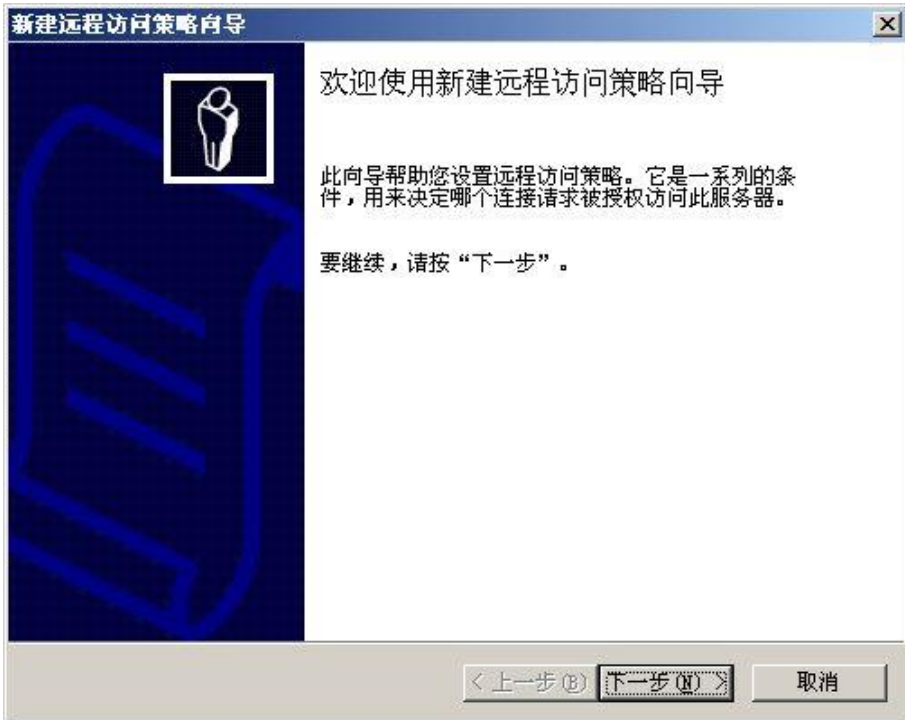 新建远程访问策略向导
欢迎使用新建远程访问策略向导
此向导帮助您设置远程访问策略。它是一系列的条
件，用来决定哪个连接请求被授权访问此服务器。
要继续，请按“下一步”。
< 上一步(B) 下一步(N) > 取消